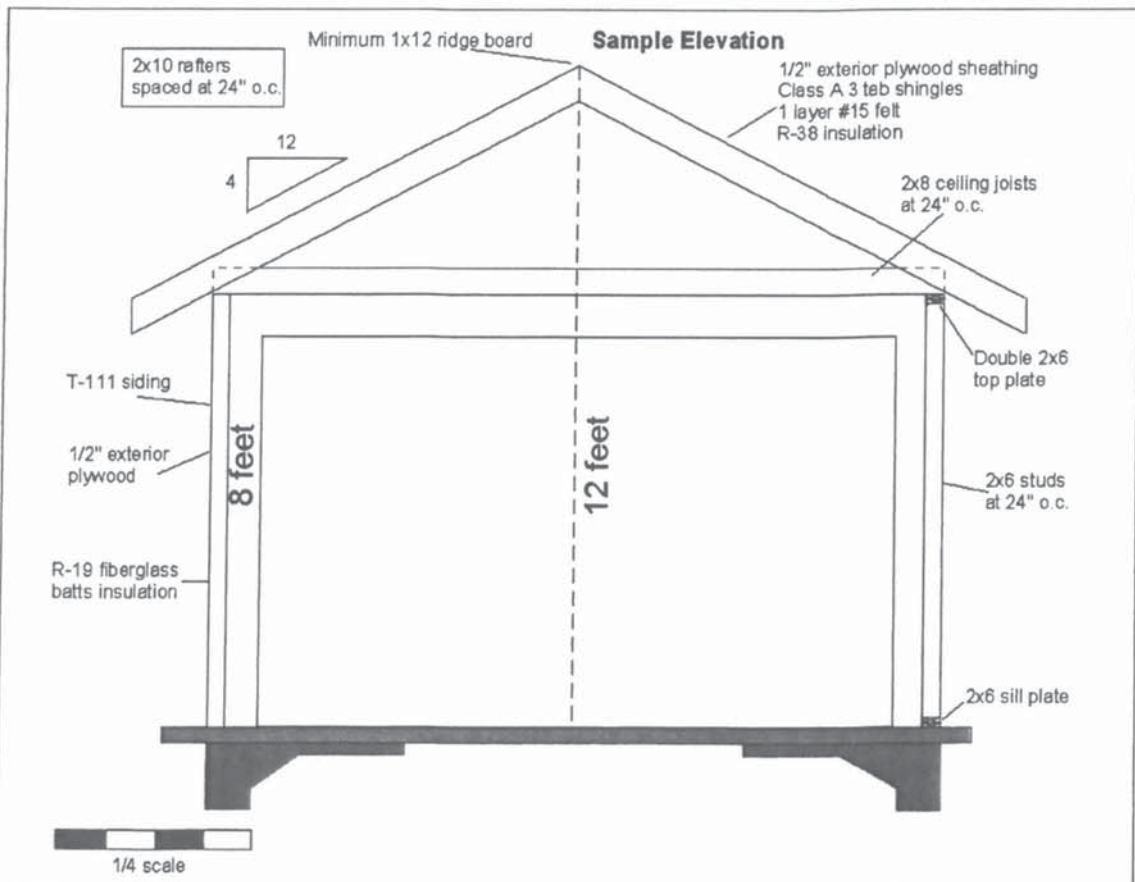 Minimum 1x12 ridge board
Sample Elevation
2x10 rafters
spaced at 24" o.c.
1/2" exterior plywood sheathing
Class A 3 tab shingles
1 layer #15 felt
R-38 insulation
12
4
2x8 ceiling joists
at 24" o.c.
Double 2x6
top plate
T-111 siding
1/2" exterior
plywood
8 feet
12 feet
2x6 studs
at 24" o.c.
R-19 fiberglass
batts insulation
2x6 sill plate
1/4 scale